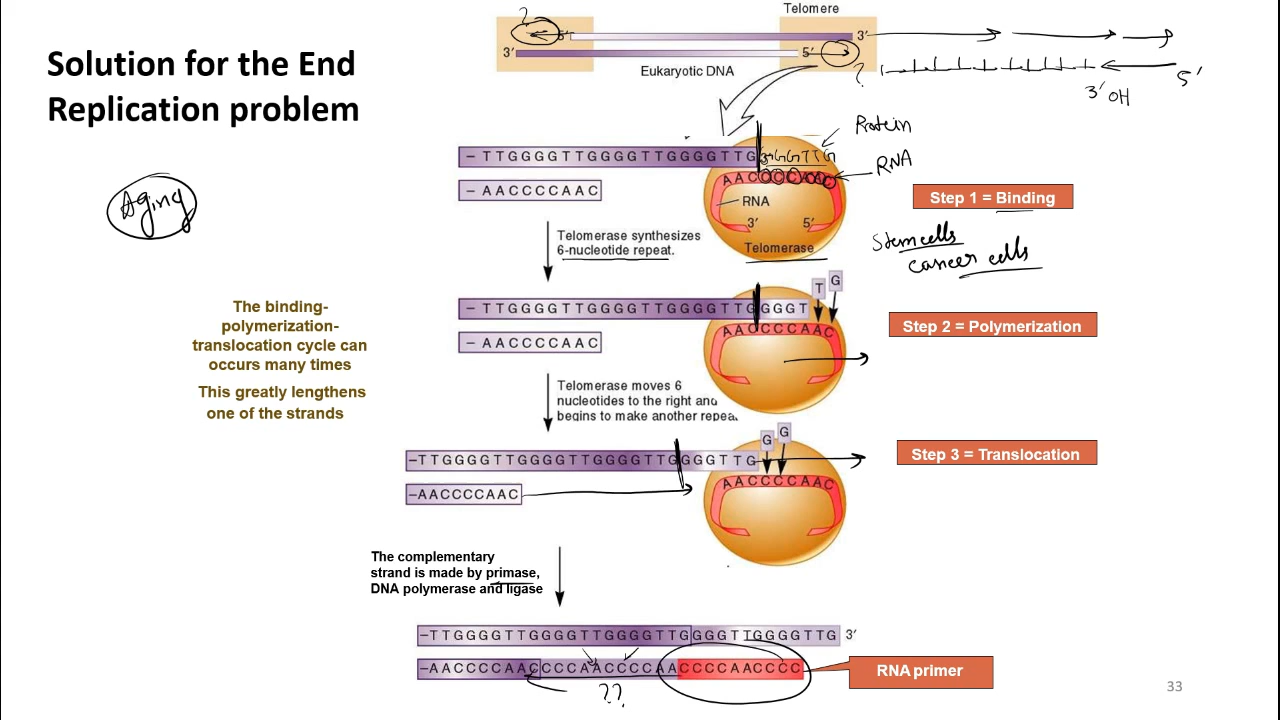 Solution for the End
Replication problem
Telomere
?
5′
3′
3′
5′
?
Eukaryotic DNA
3′ OH
5′
Aging
– TTGGGGTTGGGGTTGGGGTTG
GGGTTG
– AACCCCAAC
AACCCCAAC
Protein
RNA
RNA
3′ 5′
Telomerase
Step 1 = Binding
Stem cells
cancer cells
Telomerase synthesizes
6-nucleotide repeat.
The binding-
polymerization-
translocation cycle can
occurs many times
This greatly lengthens
one of the strands
T G
– TTGGGGTTGGGGTTGGGGTTGGGGT
– AACCCCAAC
AACCCCAAC
Step 2 = Polymerization
Telomerase moves 6
nucleotides to the right and
begins to make another repea
G G
–TTGGGGTTGGGGTTGGGGTTGGGGTTG
–AACCCCAAC
AACCCCAAC
Step 3 = Translocation
The complementary
strand is made by primase,
DNA polymerase and ligase
–TTGGGGTTGGGGTTGGGGTTGGGGTTGGGGTTG 3′
–AACCCCAACCCCAACCCCAACCCCAACCCC
RNA primer
??
33